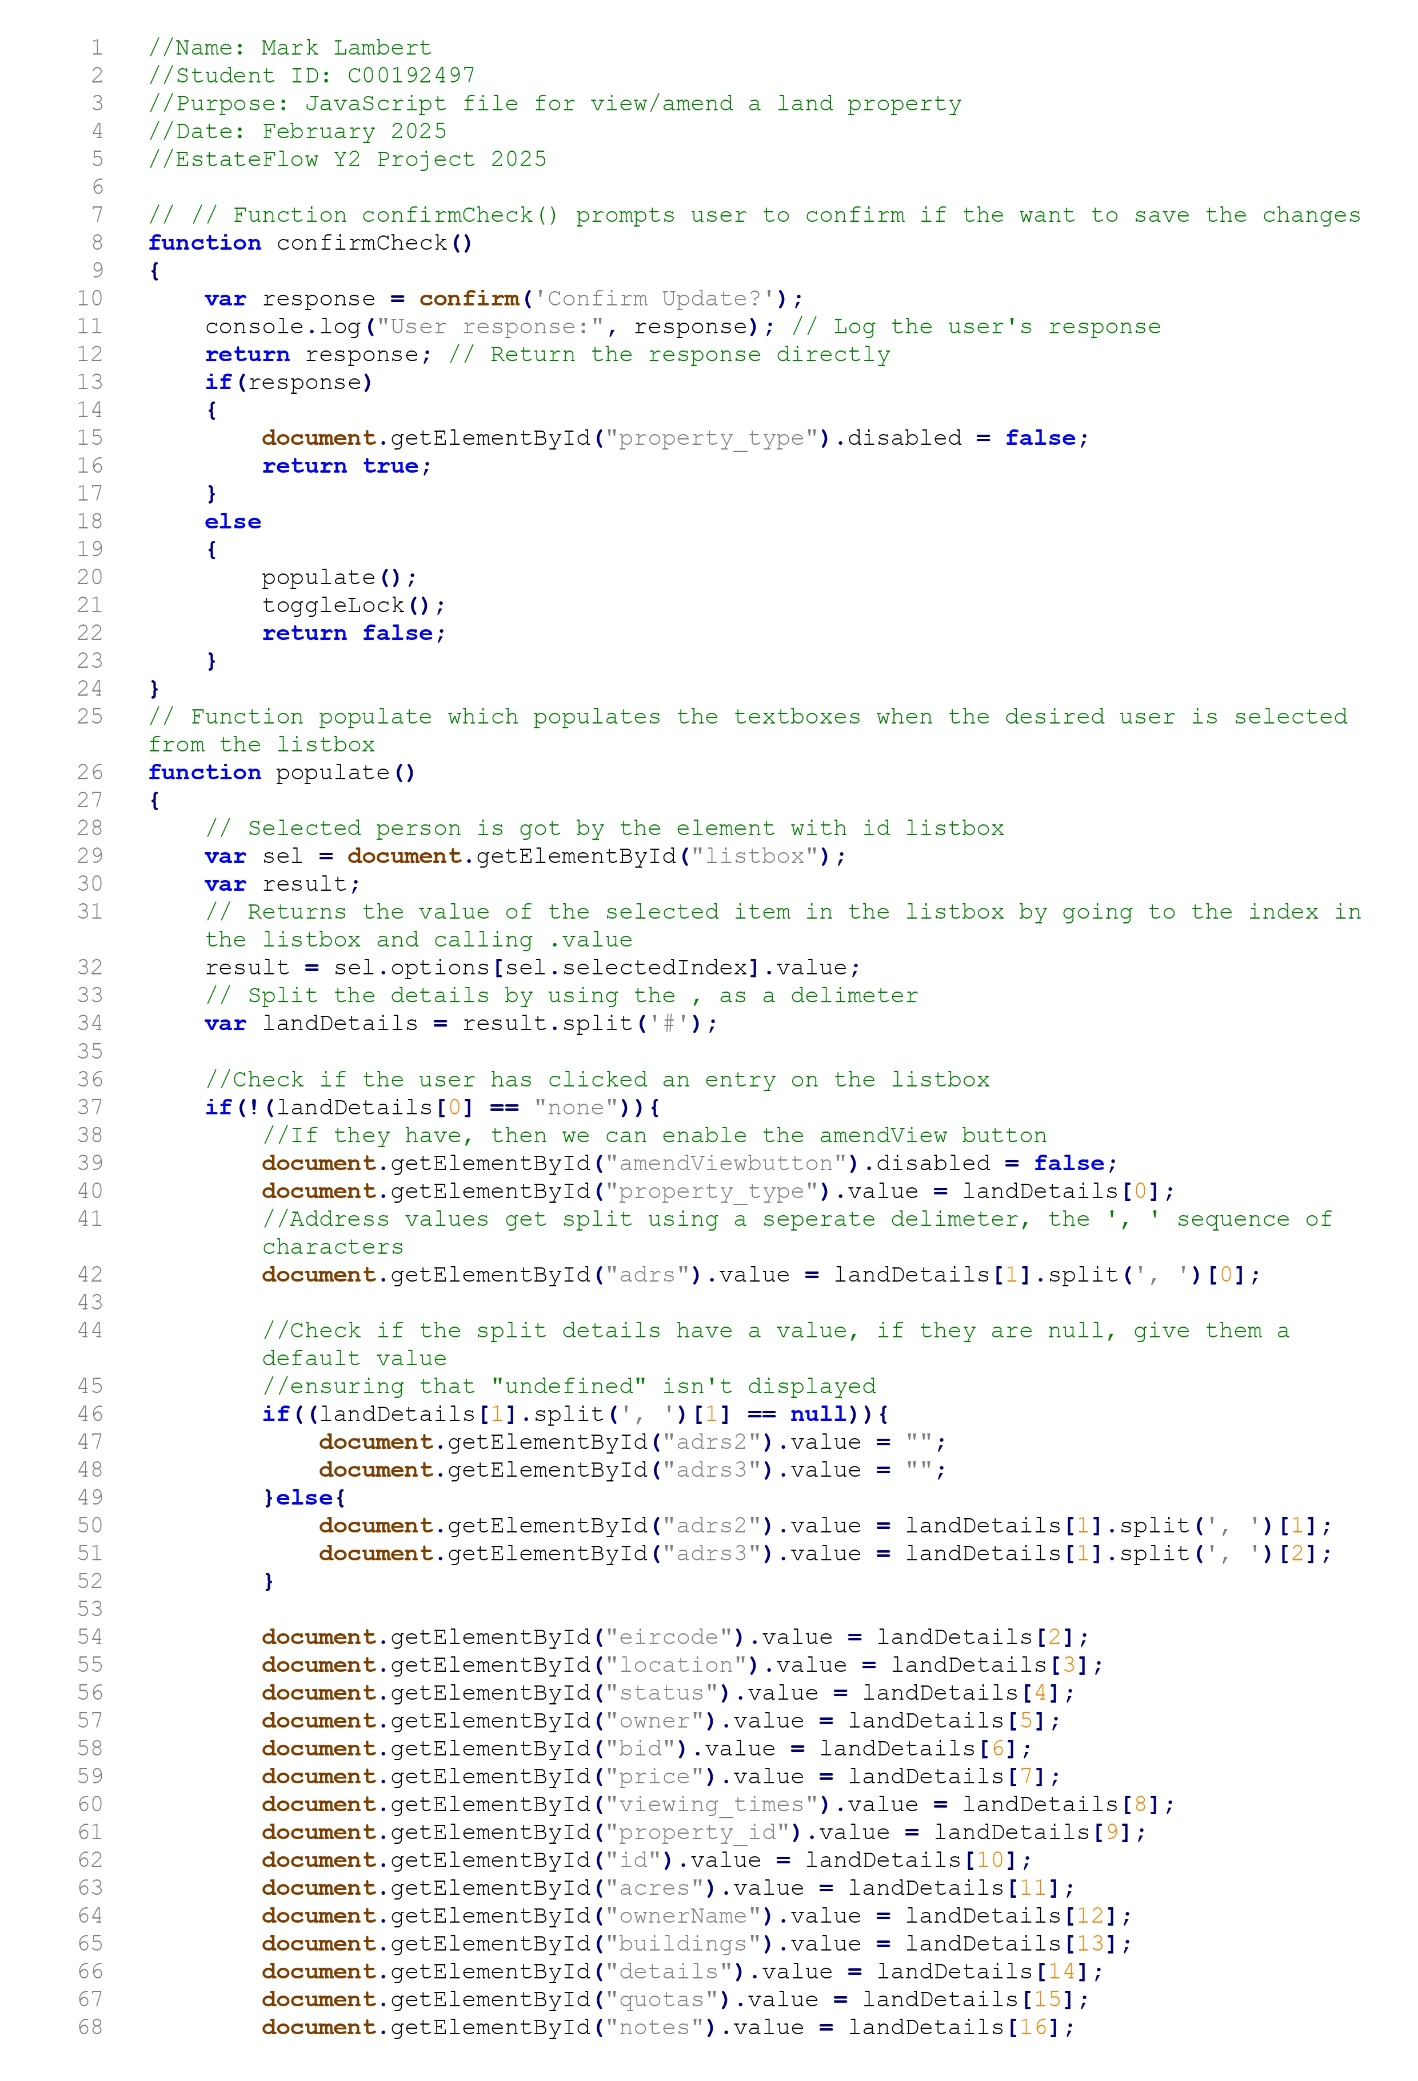 1 //Name: Mark Lambert
2 //Student ID: C00192497
3 //Purpose: JavaScript file for view/amend a land property
4 //Date: February 2025
5 //EstateFlow Y2 Project 2025
6
7 // // Function confirmCheck() prompts user to confirm if the want to save the changes
8 function confirmCheck()
9 {
10     var response = confirm('Confirm Update?');
11     console.log("User response:", response); // Log the user's response
12     return response; // Return the response directly
13     if(response)
14     {
15         document.getElementById("property_type").disabled = false;
16         return true;
17     }
18     else
19     {
20         populate();
21         toggleLock();
22         return false;
23     }
24 }
25 // Function populate which populates the textboxes when the desired user is selected
from the listbox
26 function populate()
27 {
28     // Selected person is got by the element with id listbox
29     var sel = document.getElementById("listbox");
30     var result;
31     // Returns the value of the selected item in the listbox by going to the index in
the listbox and calling .value
32     result = sel.options[sel.selectedIndex].value;
33     // Split the details by using the , as a delimeter
34     var landDetails = result.split('#');
35
36     //Check if the user has clicked an entry on the listbox
37     if(!(landDetails[0] == "none")){
38         //If they have, then we can enable the amendView button
39         document.getElementById("amendViewbutton").disabled = false;
40         document.getElementById("property_type").value = landDetails[0];
41         //Address values get split using a seperate delimeter, the ', ' sequence of
characters
42         document.getElementById("adrs").value = landDetails[1].split(', ')[0];
43
44         //Check if the split details have a value, if they are null, give them a
default value
45         //ensuring that "undefined" isn't displayed
46         if((landDetails[1].split(', ')[1] == null)){
47             document.getElementById("adrs2").value = "";
48             document.getElementById("adrs3").value = "";
49         }else{
50             document.getElementById("adrs2").value = landDetails[1].split(', ')[1];
51             document.getElementById("adrs3").value = landDetails[1].split(', ')[2];
52         }
53
54         document.getElementById("eircode").value = landDetails[2];
55         document.getElementById("location").value = landDetails[3];
56         document.getElementById("status").value = landDetails[4];
57         document.getElementById("owner").value = landDetails[5];
58         document.getElementById("bid").value = landDetails[6];
59         document.getElementById("price").value = landDetails[7];
60         document.getElementById("viewing_times").value = landDetails[8];
61         document.getElementById("property_id").value = landDetails[9];
62         document.getElementById("id").value = landDetails[10];
63         document.getElementById("acres").value = landDetails[11];
64         document.getElementById("ownerName").value = landDetails[12];
65         document.getElementById("buildings").value = landDetails[13];
66         document.getElementById("details").value = landDetails[14];
67         document.getElementById("quotas").value = landDetails[15];
68         document.getElementById("notes").value = landDetails[16];